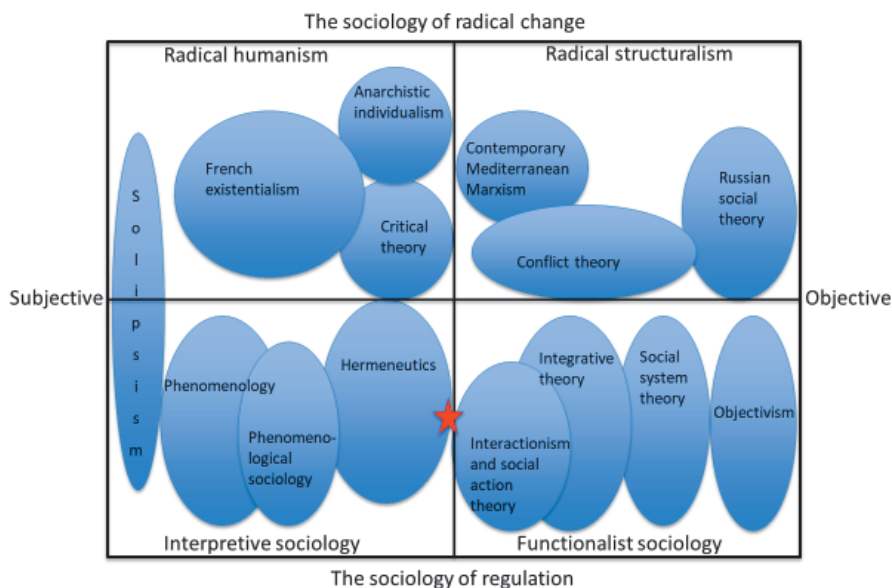 The sociology of radical change
Radical humanism
Radical structuralism
Anarchistic
individualism
French
existentialism
Critical
theory
Contemporary
Mediterranean
Marxism
Russian
social
theory
Conflict theory
S
o
l
i
p
s
i
s
m
Subjective
Objective
Phenomenology
Phenomeno-
logical
sociology
Hermeneutics
Integrative
theory
Interactionism
and social
action
theory
Social
system
theory
Objectivism
Interpretive sociology
Functionalist sociology
The sociology of regulation